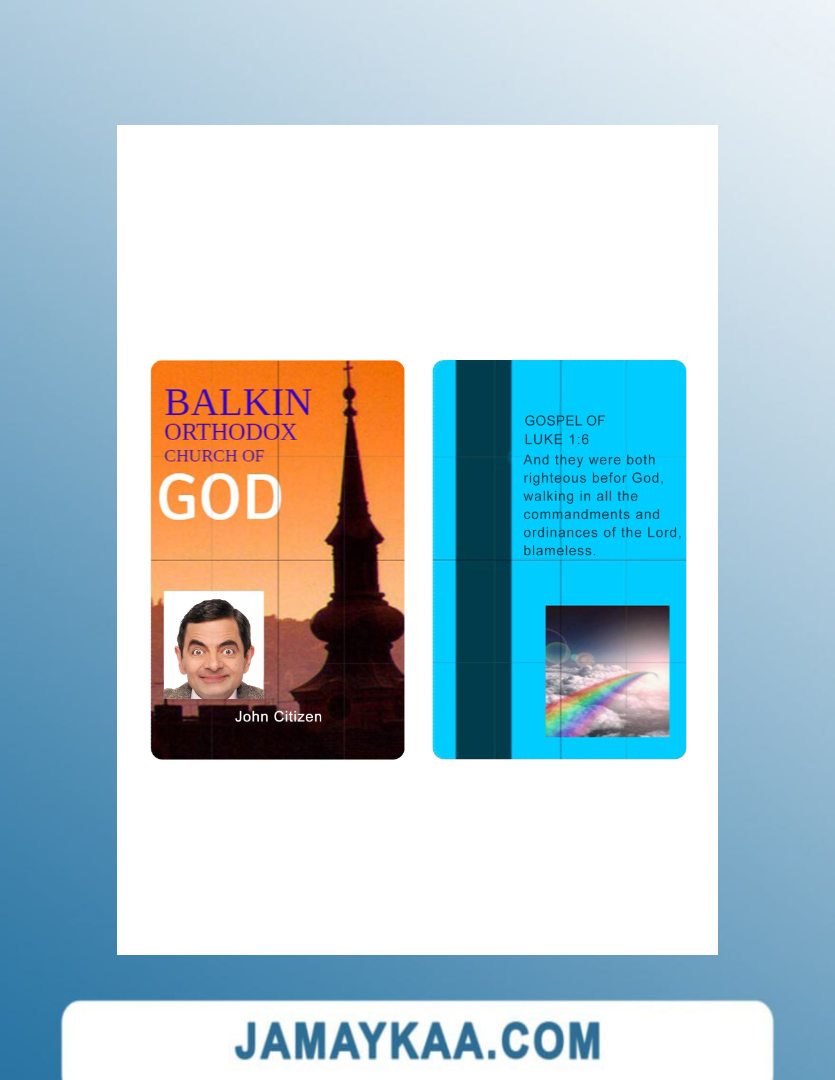 BALKIN
ORTHODOX
CHURCH OF
GOD
John Citizen
GOSPEL OF
LUKE 1:6
And they were both
righteous befor God,
walking in all the
commandments and
ordinances of the Lord,
blameless.
JAMAYKAA.COM